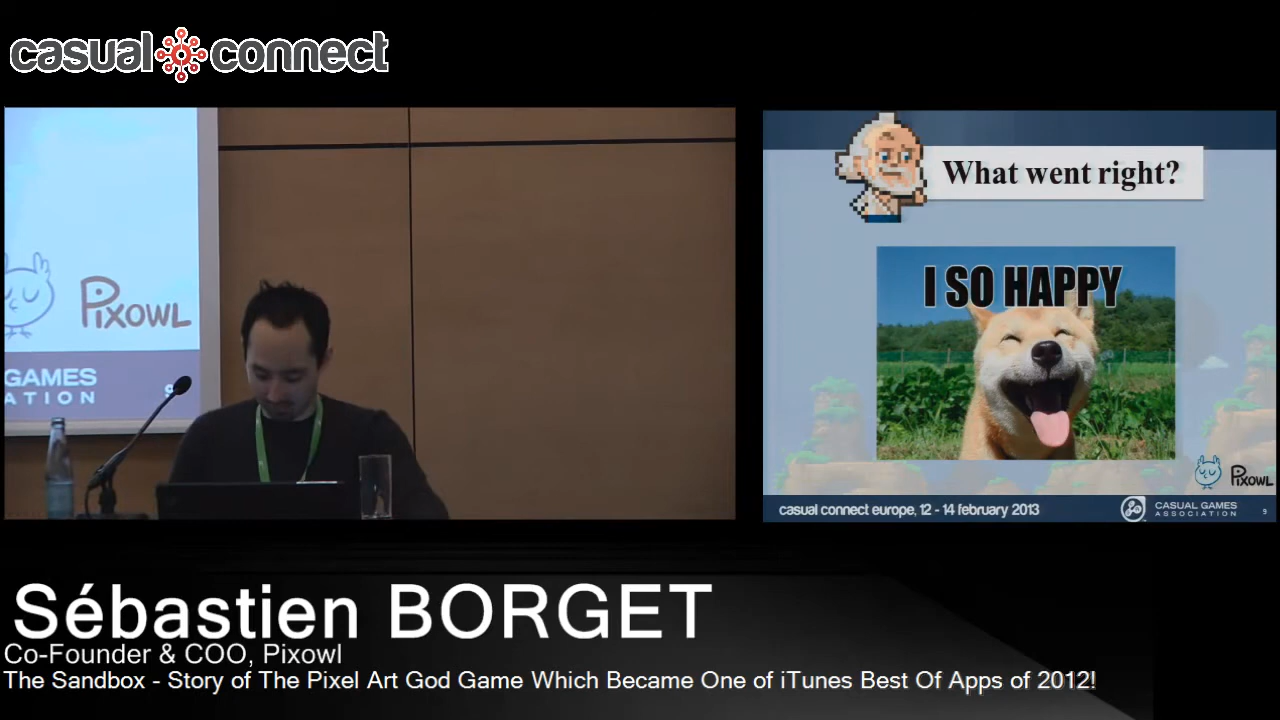 casual connect
PIXOWL
GAMES
ATION
9
What went right?
I SO HAPPY
PIXOWL
casual connect europe, 12 - 14 february 2013
CASUAL GAMES
ASSOCIATION
9
Sébastien BORGET
Co-Founder & COO, Pixowl
The Sandbox - Story of The Pixel Art God Game Which Became One of iTunes Best Of Apps of 2012!